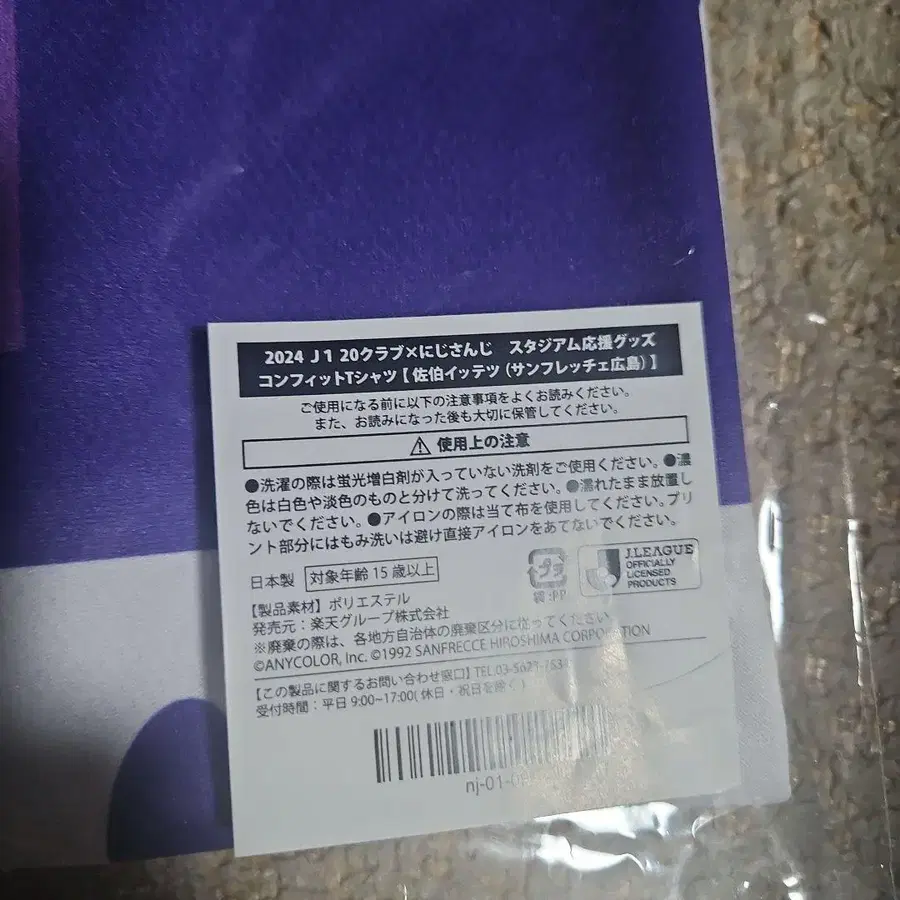 2024 J1 20クラブ×にじさんじ スタジアム応援グッズ
コンフィットTシャツ【佐伯イッテツ(サンフレッチェ広島)】
ご使用になる前に以下の注意事項をよくお読みください。
また、お読みになった後も大切に保管してください。
⚠ 使用上の注意
●洗濯の際は蛍光増白剤が入っていない洗剤をご使用ください。●濃
色は白色や淡色のものと分けて洗ってください。●濡れたまま放置し
ないでください。●アイロンの際は当て布を使用してください。プリ
ント部分にはもみ洗いは避け直接アイロンをあてないでください。
日本製 対象年齢15歳以上
プラ
袋:PP
J.LEAGUE
OFFICIALLY
LICENSED
PRODUCTS
【製品素材】ポリエステル
発売元:楽天グループ株式会社
※廃棄の際は、各地方自治体の廃棄区分に従ってください。
©ANYCOLOR, Inc. ©1992 SANFRECCE HIROSHIMA CORPORATION
【この製品に関するお問い合わせ窓口】TEL.03-
受付時間:平日 9:00~17:00(休日・祝日を除く)
nj-01-